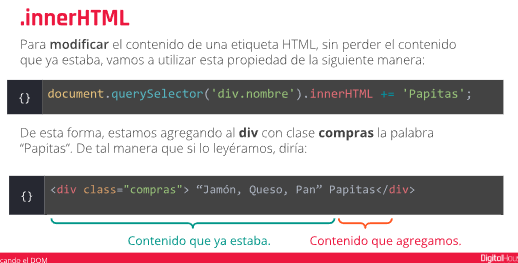 .innerHTML
Para modificar el contenido de una etiqueta HTML, sin perder el contenido
que ya estaba, vamos a utilizar esta propiedad de la siguiente manera:
{} document.querySelector('div.nombre').innerHTML += 'Papitas';
De esta forma, estamos agregando al div con clase compras la palabra
“Papitas”. De tal manera que si lo leyéramos, diría:
{} <div class="compras"> “Jamón, Queso, Pan” Papitas</div>
Contenido que ya estaba. Contenido que agregamos.
cando el DOM